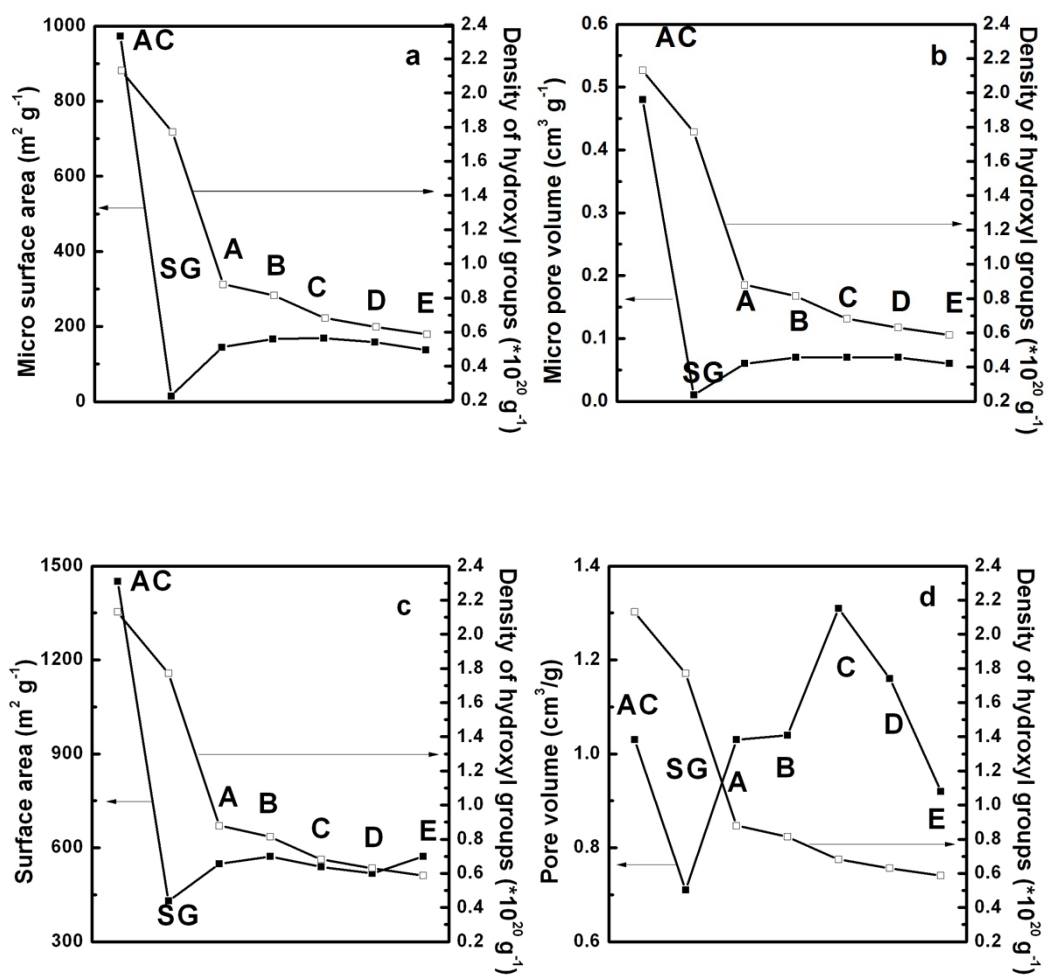 a
Micro surface area (m² g⁻¹)
1000
800
600
400
200
0
AC
SG
A
B
C
D
E
2.4
2.2
2.0
1.8
1.6
1.4
1.2
1.0
0.8
0.6
0.4
0.2
Density of hydroxyl groups (*10²⁰ g⁻¹)
b
Micro pore volume (cm³ g⁻¹)
0.6
0.5
0.4
0.3
0.2
0.1
0.0
AC
SG
A
B
C
D
E
2.4
2.2
2.0
1.8
1.6
1.4
1.2
1.0
0.8
0.6
0.4
0.2
Density of hydroxyl groups (*10²⁰ g⁻¹)
c
Surface area (m² g⁻¹)
1500
1200
900
600
300
AC
SG
A
B
C
D
E
2.4
2.2
2.0
1.8
1.6
1.4
1.2
1.0
0.8
0.6
0.4
0.2
Density of hydroxyl groups (*10²⁰ g⁻¹)
d
Pore volume (cm³/g)
1.4
1.2
1.0
0.8
0.6
AC
SG
A
B
C
D
E
2.4
2.2
2.0
1.8
1.6
1.4
1.2
1.0
0.8
0.6
0.4
0.2
Density of hydroxyl groups (*10²⁰ g⁻¹)